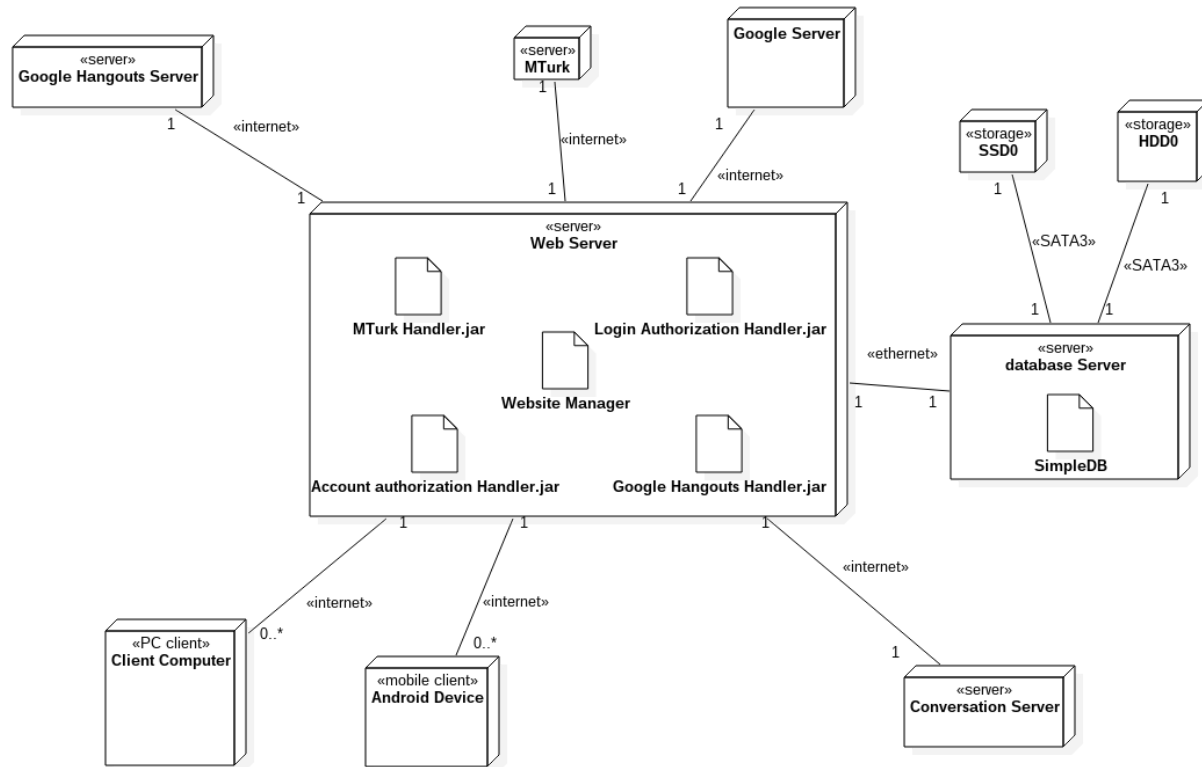 «server»
Google Hangouts Server
1
«internet»
1
«server»
MTurk
1
«internet»
1
Google Server
1
«internet»
1
«storage»
SSD0
1
«SATA3»
1
«storage»
HDD0
1
«SATA3»
1
«server»
Web Server
MTurk Handler.jar
Login Authorization Handler.jar
Website Manager
Account authorization Handler.jar
Google Hangouts Handler.jar
«ethernet»
1
1
«server»
database Server
SimpleDB
1
«internet»
0..*
1
«internet»
0..*
1
«internet»
1
«PC client»
Client Computer
«mobile client»
Android Device
«server»
Conversation Server